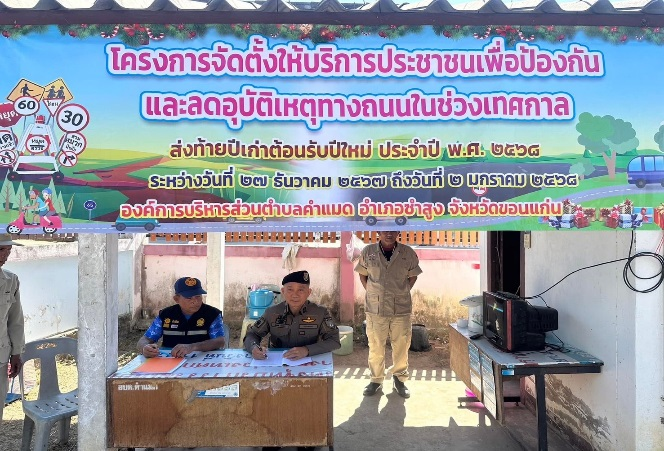 โครงการจัดตั้งให้บริการประชาชนเพื่อป้องกัน
และลดอุบัติเหตุทางถนนในช่วงเทศกาล
ส่งท้ายปีเก่าต้อนรับปีใหม่ ประจำปี พ.ศ. ๒๕๖๘
ระหว่างวันที่ ๒๗ ธันวาคม ๒๕๖๗ ถึงวันที่ ๒ มกราคม ๒๕๖๘
องค์การบริหารส่วนตำบลคำแมด อำเภอซำสูง จังหวัดขอนแก่น
60
30
หยุด